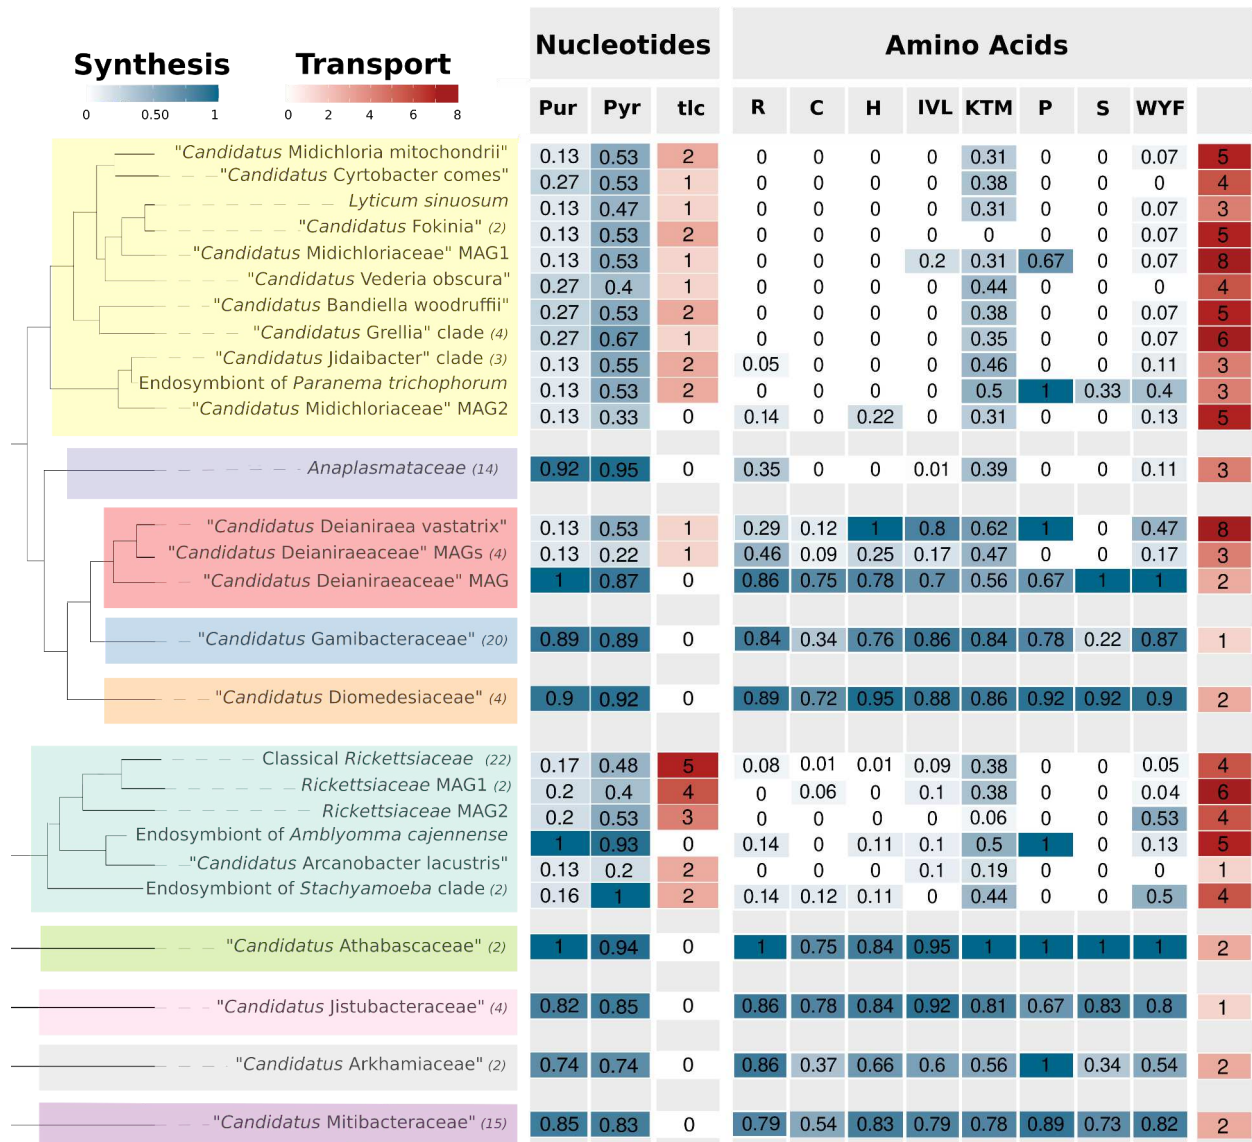 Nucleotides Amino Acids
Synthesis Transport
0 0.50 1 0 2 4 6 8
Pur Pyr tlc R C H IVL KTM P S WYF
"Candidatus Midichloria mitochondrii" 0.13 0.53 2 0 0 0 0 0.31 0 0 0.07 5
"Candidatus Cyrtobacter comes" 0.27 0.53 1 0 0 0 0 0.38 0 0 0 4
Lyticum sinuosum 0.13 0.47 1 0 0 0 0 0.31 0 0 0.07 3
"Candidatus Fokinia" (2) 0.13 0.53 2 0 0 0 0 0 0 0 0.07 5
"Candidatus Midichloriaceae" MAG1 0.13 0.53 1 0 0 0 0.2 0.31 0.67 0 0.07 8
"Candidatus Vederia obscura" 0.27 0.4 1 0 0 0 0 0.44 0 0 0 4
"Candidatus Bandiella woodruffii" 0.27 0.53 2 0 0 0 0 0.38 0 0 0.07 5
"Candidatus Grellia" clade (4) 0.27 0.67 1 0 0 0 0 0.35 0 0 0.07 6
"Candidatus Jidaibacter" clade (3) 0.13 0.55 2 0.05 0 0 0 0.46 0 0 0.11 3
Endosymbiont of Paranema trichophorum 0.13 0.53 2 0 0 0 0 0.5 1 0.33 0.4 3
"Candidatus Midichloriaceae" MAG2 0.13 0.33 0 0.14 0 0.22 0 0.31 0 0 0.13 5
Anaplasmataceae (14) 0.92 0.95 0 0.35 0 0 0.01 0.39 0 0 0.11 3
"Candidatus Deianiraea vastatrix" 0.13 0.53 1 0.29 0.12 1 0.8 0.62 1 0 0.47 8
"Candidatus Deianiraeaceae" MAGs (4) 0.13 0.22 1 0.46 0.09 0.25 0.17 0.47 0 0 0.17 3
"Candidatus Deianiraeaceae" MAG 1 0.87 0 0.86 0.75 0.78 0.7 0.56 0.67 1 1 2
"Candidatus Gamibacteraceae" (20) 0.89 0.89 0 0.84 0.34 0.76 0.86 0.84 0.78 0.22 0.87 1
"Candidatus Diomedesiaceae" (4) 0.9 0.92 0 0.89 0.72 0.95 0.88 0.86 0.92 0.92 0.9 2
Classical Rickettsiaceae (22) 0.17 0.48 5 0.08 0.01 0.01 0.09 0.38 0 0 0.05 4
Rickettsiaceae MAG1 (2) 0.2 0.4 4 0 0.06 0 0.1 0.38 0 0 0.04 6
Rickettsiaceae MAG2 0.2 0.53 3 0 0 0 0 0.06 0 0 0.53 4
Endosymbiont of Amblyomma cajennense 1 0.93 0 0.14 0 0.11 0.1 0.5 1 0 0.13 5
"Candidatus Arcanobacter lacustris" 0.13 0.2 2 0 0 0 0.1 0.19 0 0 0 1
Endosymbiont of Stachyamoeba clade (2) 0.16 1 2 0.14 0.12 0.11 0 0.44 0 0 0.5 4
"Candidatus Athabascaceae" (2) 1 0.94 0 1 0.75 0.84 0.95 1 1 1 1 2
"Candidatus Jistubacteraceae" (4) 0.82 0.85 0 0.86 0.78 0.84 0.92 0.81 0.67 0.83 0.8 1
"Candidatus Arkhamiaceae" (2) 0.74 0.74 0 0.86 0.37 0.66 0.6 0.56 1 0.34 0.54 2
"Candidatus Mitibacteraceae" (15) 0.85 0.83 0 0.79 0.54 0.83 0.79 0.78 0.89 0.73 0.82 2